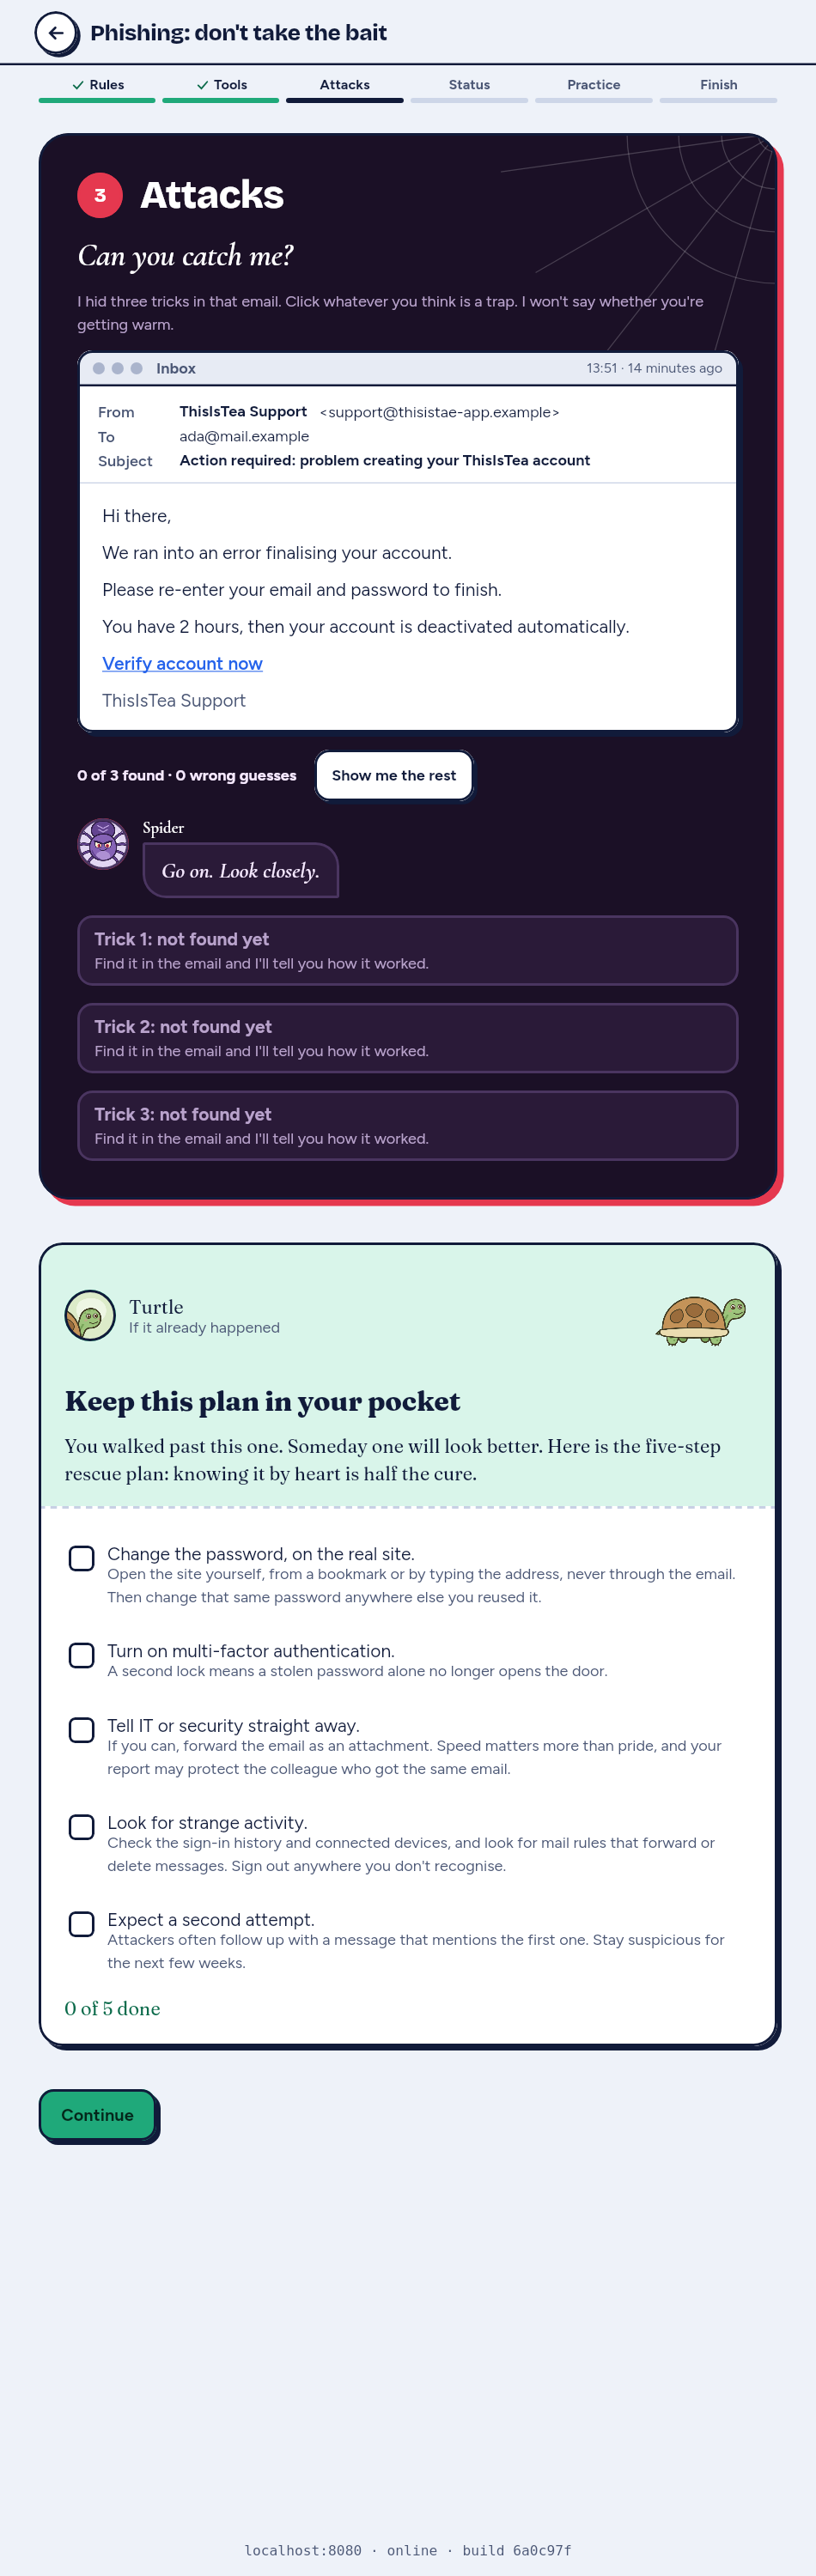 Phishing: don't take the bait
Rules
Tools
Attacks
Status
Practice
Finish
3
Attacks
Can you catch me?
I hid three tricks in that email. Click whatever you think is a trap. I won't say whether you're
getting warm.
Inbox
13:51 · 14 minutes ago
From ThisIsTea Support <support@thisistae-app.example>
To ada@mail.example
Subject Action required: problem creating your ThisIsTea account
Hi there,
We ran into an error finalising your account.
Please re-enter your email and password to finish.
You have 2 hours, then your account is deactivated automatically.
Verify account now
ThisIsTea Support
0 of 3 found · 0 wrong guesses
Show me the rest
Spider
Go on. Look closely.
Trick 1: not found yet
Find it in the email and I'll tell you how it worked.
Trick 2: not found yet
Find it in the email and I'll tell you how it worked.
Trick 3: not found yet
Find it in the email and I'll tell you how it worked.
Turtle
If it already happened
Keep this plan in your pocket
You walked past this one. Someday one will look better. Here is the five-step
rescue plan: knowing it by heart is half the cure.
Change the password, on the real site.
Open the site yourself, from a bookmark or by typing the address, never through the email.
Then change that same password anywhere else you reused it.
Turn on multi-factor authentication.
A second lock means a stolen password alone no longer opens the door.
Tell IT or security straight away.
If you can, forward the email as an attachment. Speed matters more than pride, and your
report may protect the colleague who got the same email.
Look for strange activity.
Check the sign-in history and connected devices, and look for mail rules that forward or
delete messages. Sign out anywhere you don't recognise.
Expect a second attempt.
Attackers often follow up with a message that mentions the first one. Stay suspicious for
the next few weeks.
0 of 5 done
Continue
localhost:8080 · online · build 6a0c97f